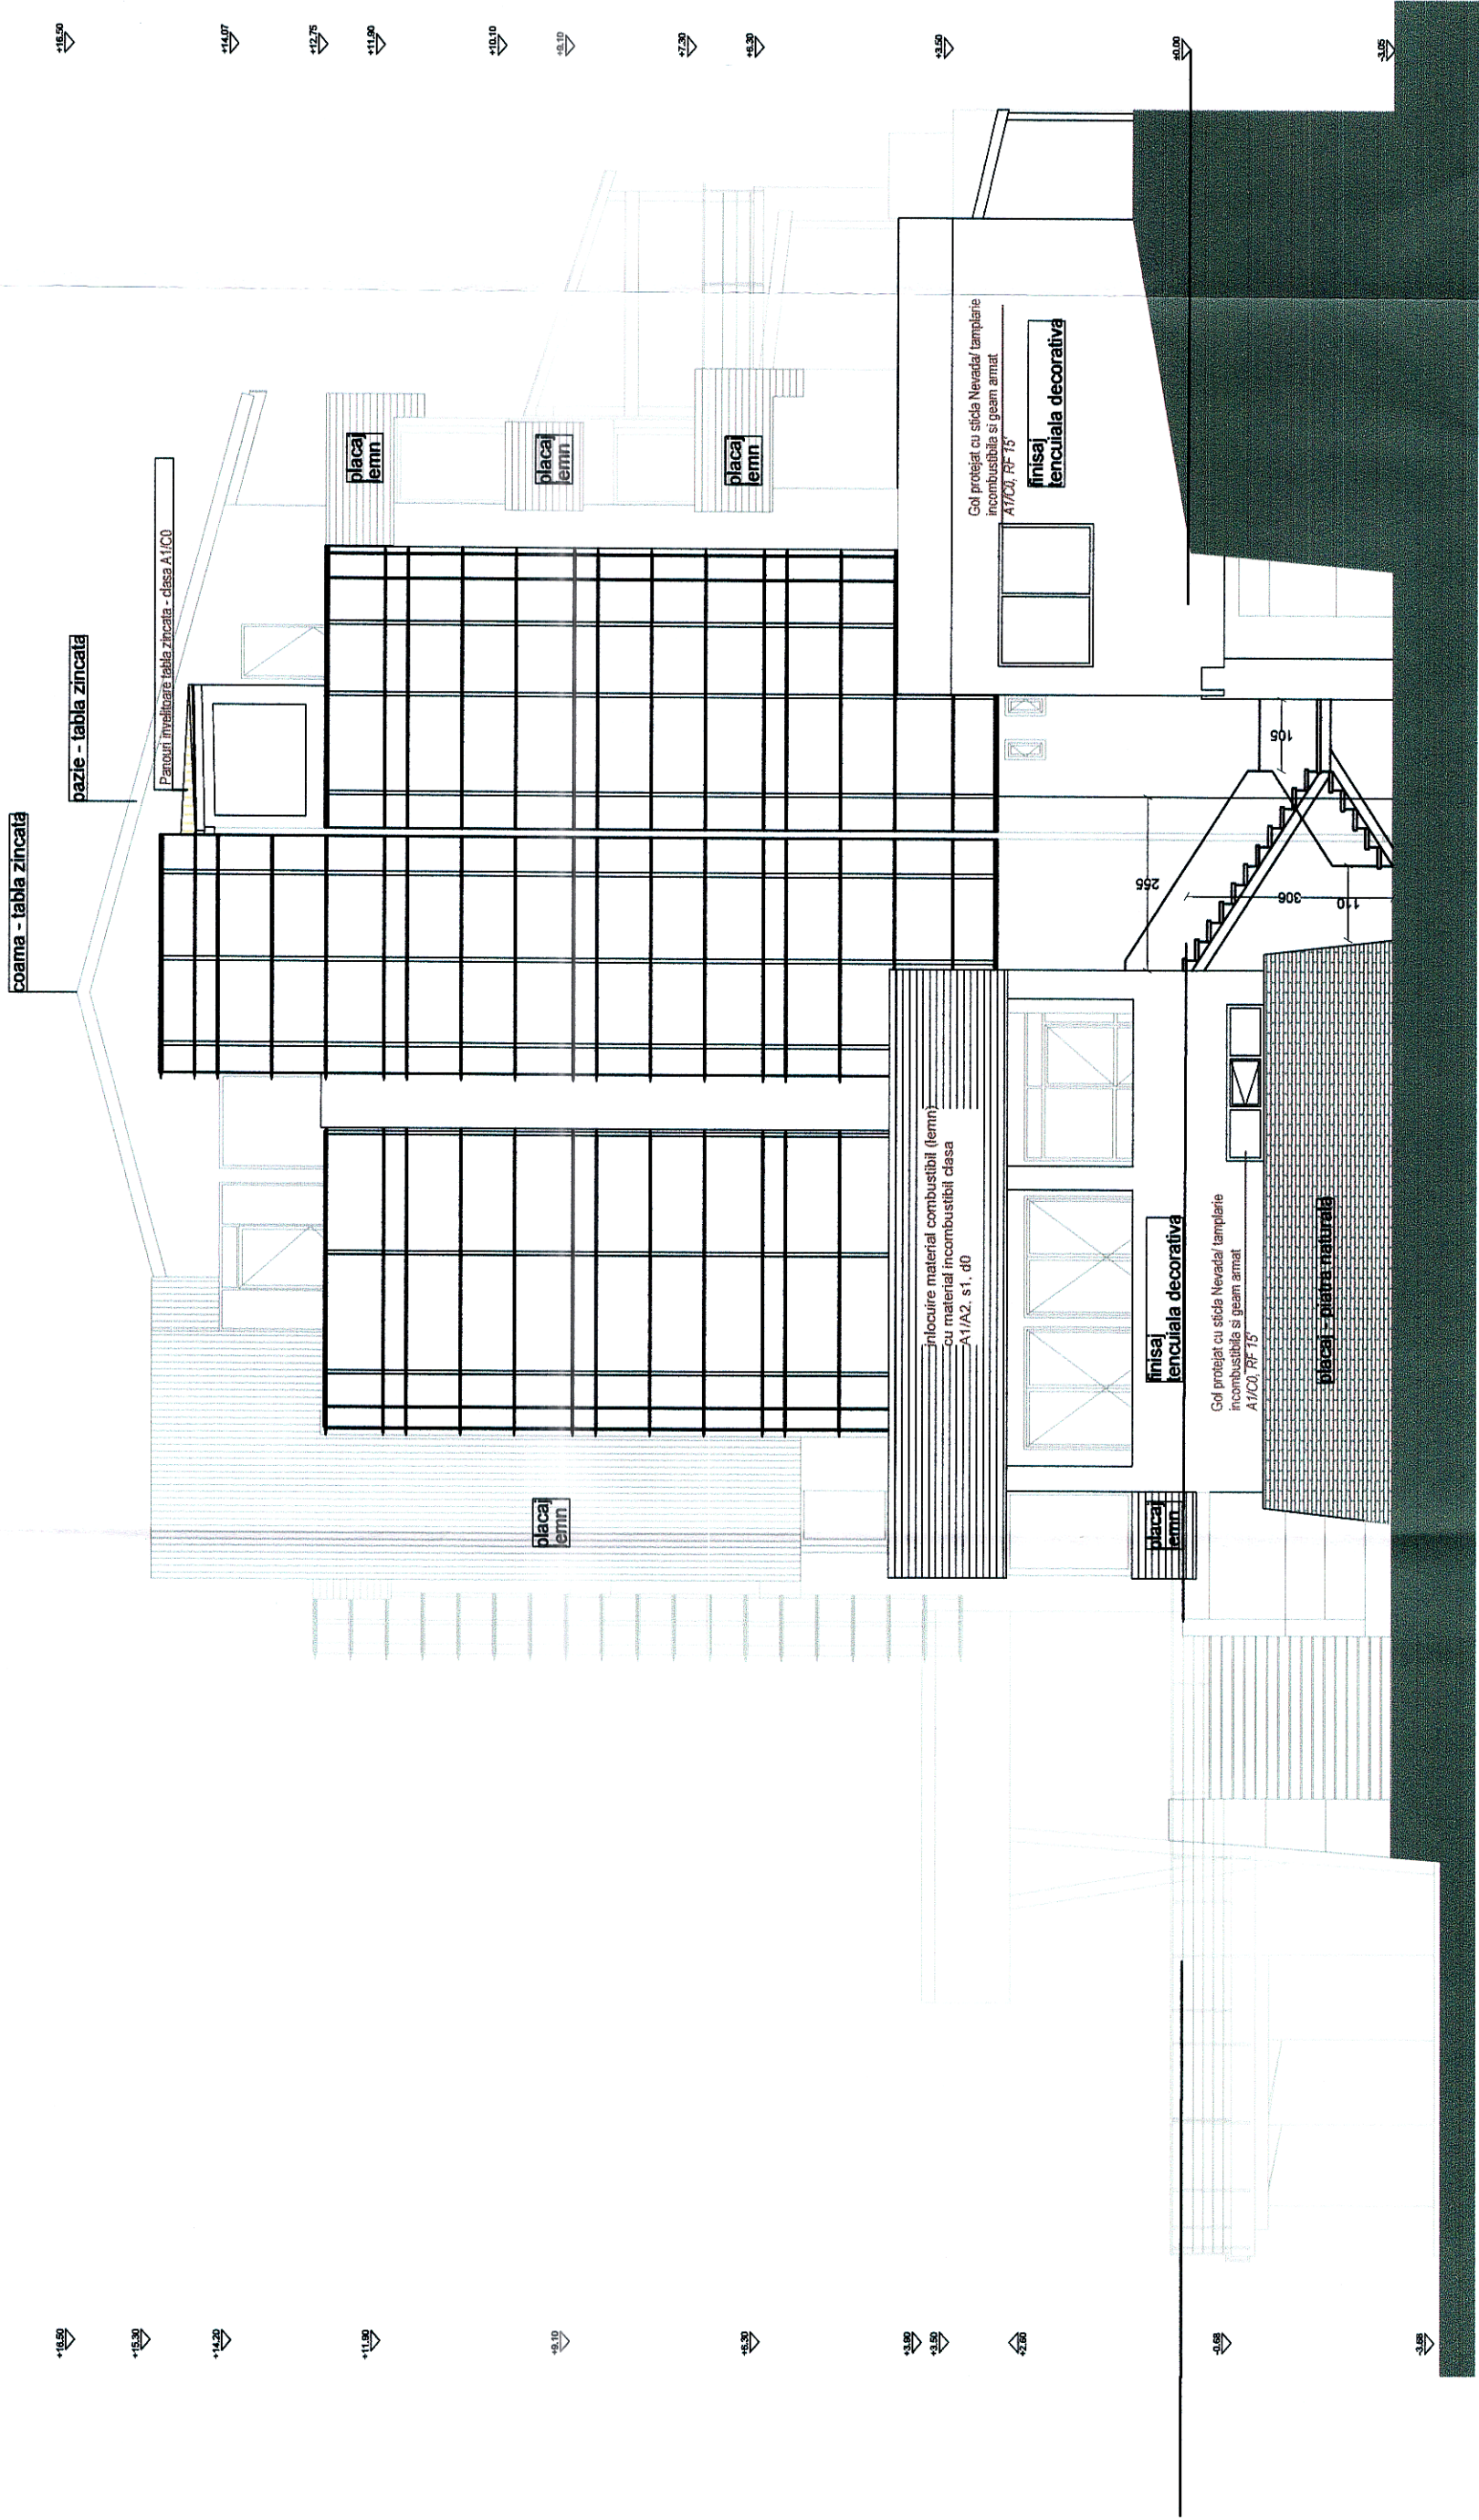 coama - tabla zincata
pazie - tabla zincata
Panouri invelitoare tabla zincata - clasa A1/C0
placaj
lemn
placaj
lemn
placaj
lemn
placaj
lemn
inlocuire material combustibil (lemn)
cu material incombustibil clasa
A1/A2, s1, d0
Gol protejat cu sticla Nevada/ tamplarie
incombustibila si geam armat
A1/C0, RF 15'
finisaj
tencuiala decorativa
placaj
lemn
finisaj
tencuiala decorativa
Gol protejat cu sticla Nevada/ tamplarie
incombustibila si geam armat
A1/C0, RF 15'
placaj - piatra naturala
255
105
306
110
+16.50
+15.30
+14.20
+11.90
+9.10
+6.30
+3.90
+3.50
+2.60
-0.68
-3.68
+16.50
+14.07
+12.75
+11.90
+10.10
+9.10
+7.30
+6.30
+3.50
±0.00
-3.05